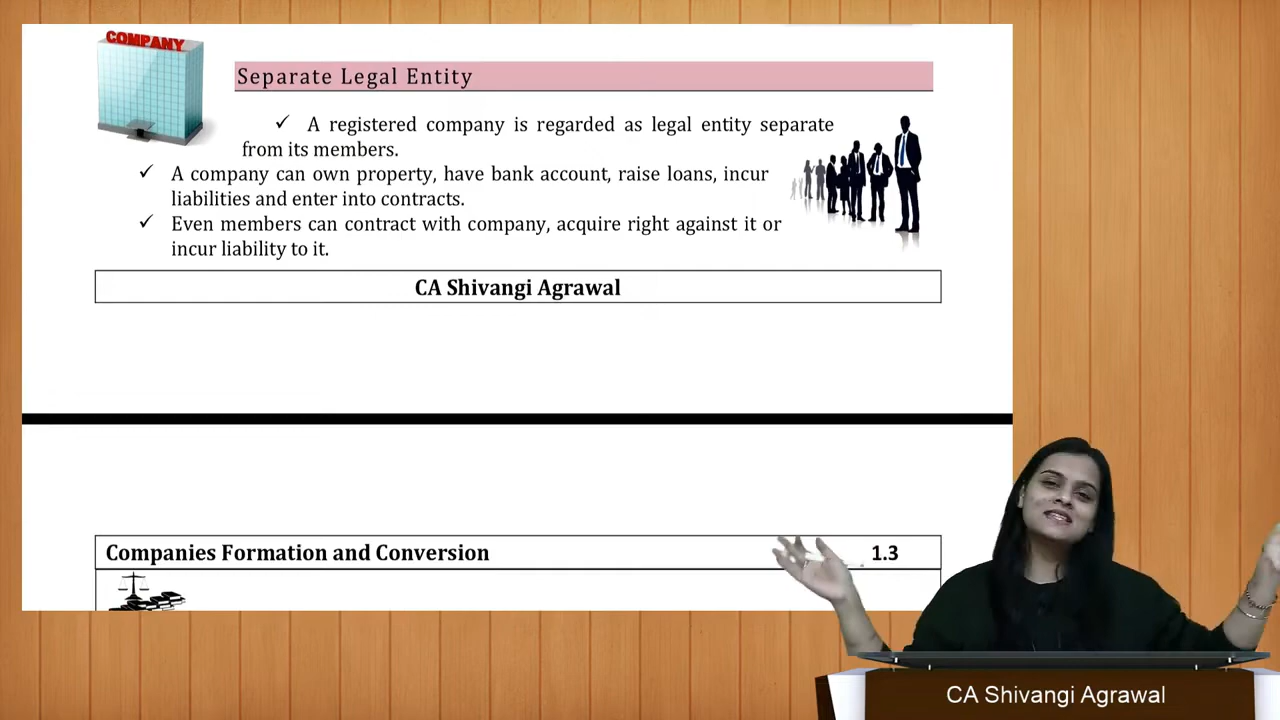 COMPANY
Separate Legal Entity
✓ A registered company is regarded as legal entity separate
from its members.
✓ A company can own property, have bank account, raise loans, incur
liabilities and enter into contracts.
✓ Even members can contract with company, acquire right against it or
incur liability to it.
CA Shivangi Agrawal
Companies Formation and Conversion 1.3
CA Shivangi Agrawal